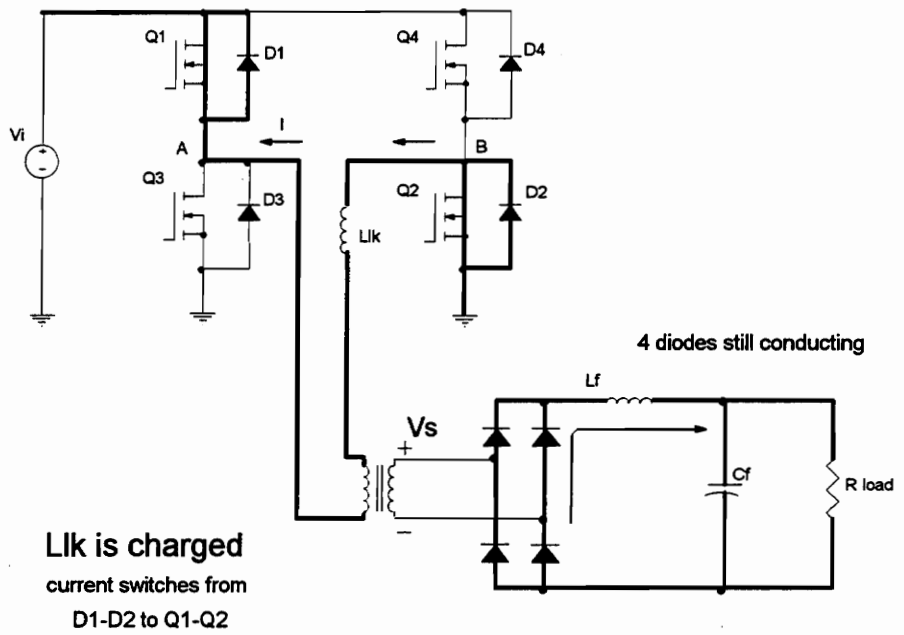 Q1
D1
Q4
D4
Vi
+
−
A
I
B
Q3
D3
Q2
D2
Llk
4 diodes still conducting
Lf
Vs
+
−
Cf
R load
Llk is charged
current switches from
D1-D2 to Q1-Q2